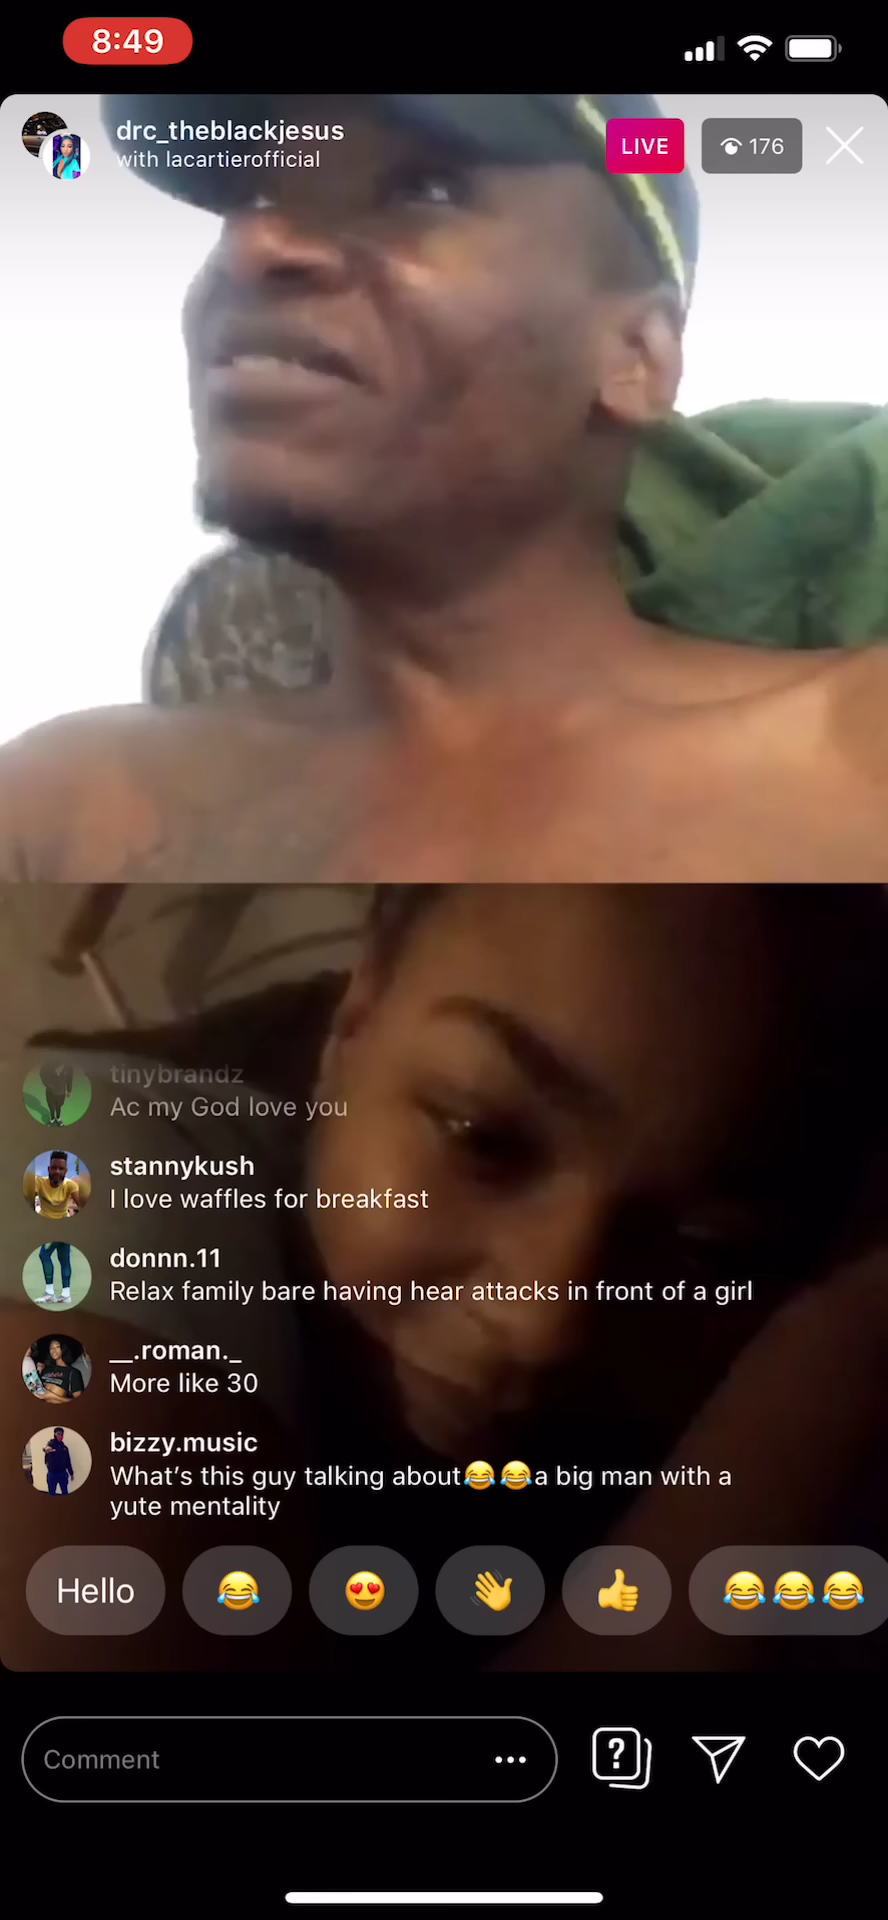 8:49
drc_theblackjesus
with lacartierofficial
LIVE
176
tinybrandz
Ac my God love you
stannykush
I love waffles for breakfast
donnn.11
Relax family bare having hear attacks in front of a girl
__.roman._
More like 30
bizzy.music
What's this guy talking about😂😂a big man with a
yute mentality
Hello
Comment